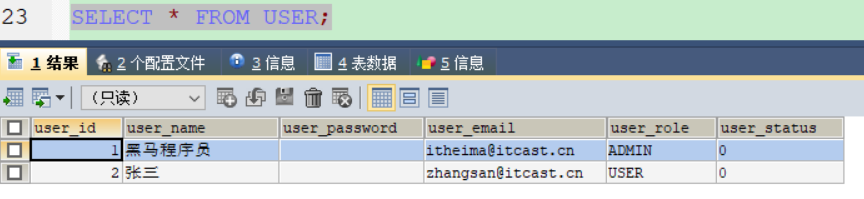 23 SELECT * FROM USER;
1 结果 2 个配置文件 3 信息 4 表数据 5 信息
（只读）
user_id user_name user_password user_email user_role user_status
1 黑马程序员 itheima@itcast.cn ADMIN 0
2 张三 zhangsan@itcast.cn USER 0